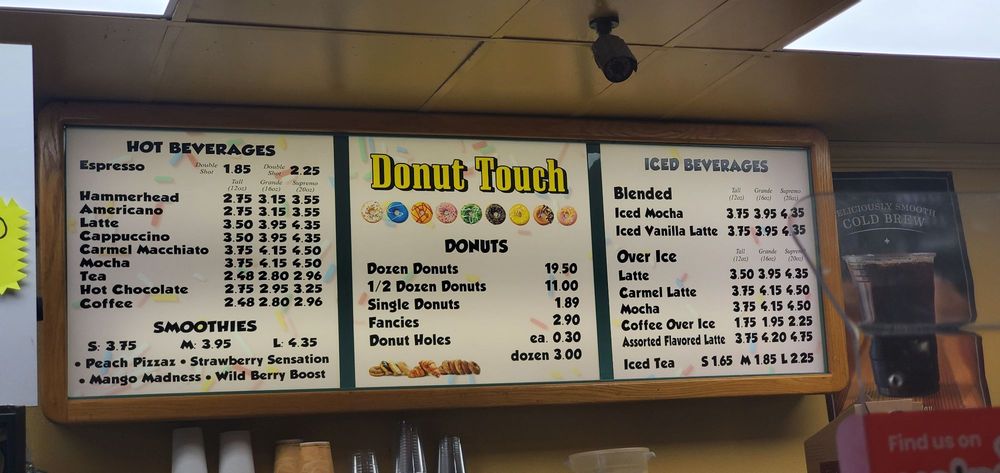 HOT BEVERAGES
Espresso Double Shot 1.85 Double Shot 2.25
Tall (12oz) Grande (16oz) Supremo (20oz)
Hammerhead 2.75 3.15 3.55
Americano 2.75 3.15 3.55
Latte 3.50 3.95 4.35
Cappuccino 3.50 3.95 4.35
Carmel Macchiato 3.75 4.15 4.50
Mocha 3.75 4.15 4.50
Tea 2.48 2.80 2.96
Hot Chocolate 2.75 2.95 3.25
Coffee 2.48 2.80 2.96
SMOOTHIES
S: 3.75 M: 3.95 L: 4.35
• Peach Pizzaz • Strawberry Sensation
• Mango Madness • Wild Berry Boost
Donut Touch
DONUTS
Dozen Donuts 19.50
1/2 Dozen Donuts 11.00
Single Donuts 1.89
Fancies 2.90
Donut Holes ea. 0.30
dozen 3.00
ICED BEVERAGES
Blended Tall (12oz) Grande (16oz) Supremo (20oz)
Iced Mocha 3.75 3.95 4.35
Iced Vanilla Latte 3.75 3.95 4.35
Over Ice Tall (12oz) Grande (16oz) Supremo (20oz)
Latte 3.50 3.95 4.35
Carmel Latte 3.75 4.15 4.50
Mocha 3.75 4.15 4.50
Coffee Over Ice 1.75 1.95 2.25
Assorted Flavored Latte 3.75 4.20 4.75
Iced Tea S 1.65 M 1.85 L 2.25
DELICIOUSLY SMOOTH
COLD BREW
Find us on